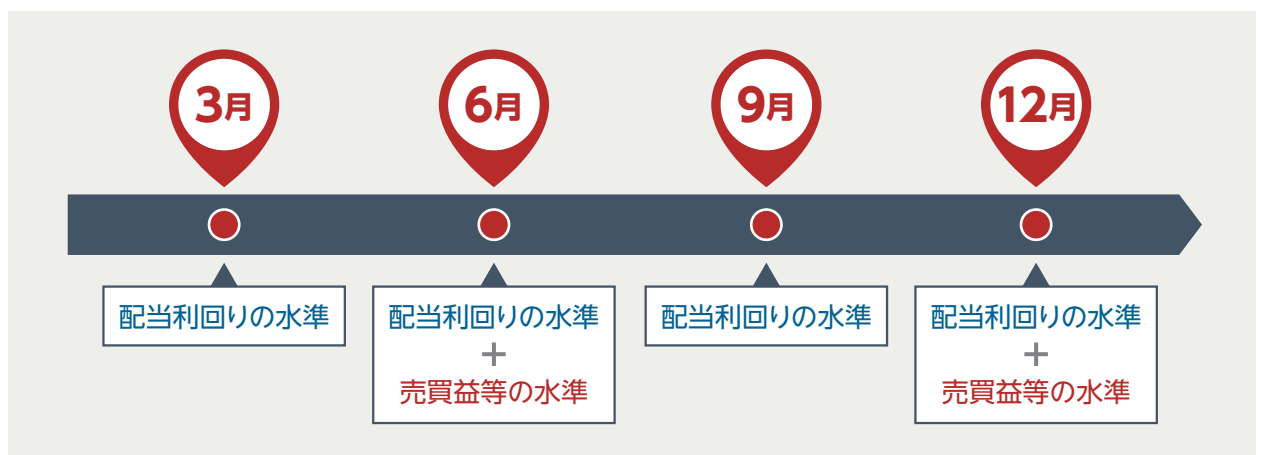 3月
6月
9月
12月
配当利回りの水準
配当利回りの水準
+
売買益等の水準
配当利回りの水準
配当利回りの水準
+
売買益等の水準